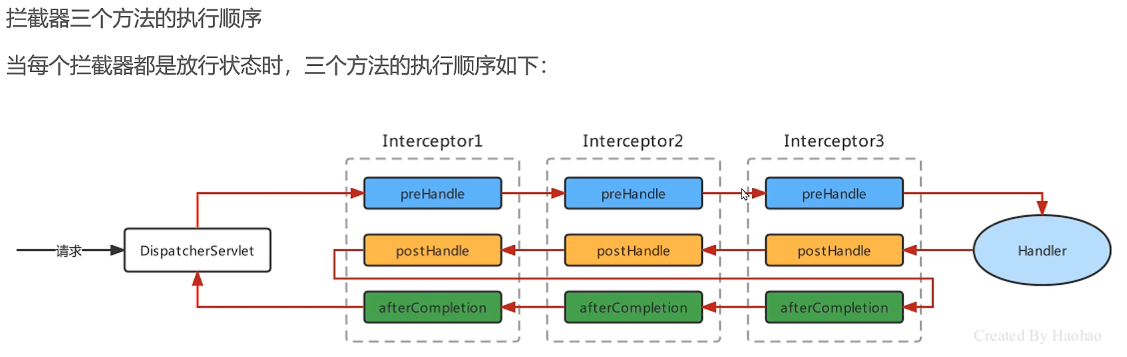 拦截器三个方法的执行顺序
当每个拦截器都是放行状态时，三个方法的执行顺序如下：
Interceptor1 Interceptor2 Interceptor3
preHandle preHandle preHandle
请求 DispatcherServlet postHandle postHandle postHandle Handler
afterCompletion afterCompletion afterCompletion
Created By Haohao